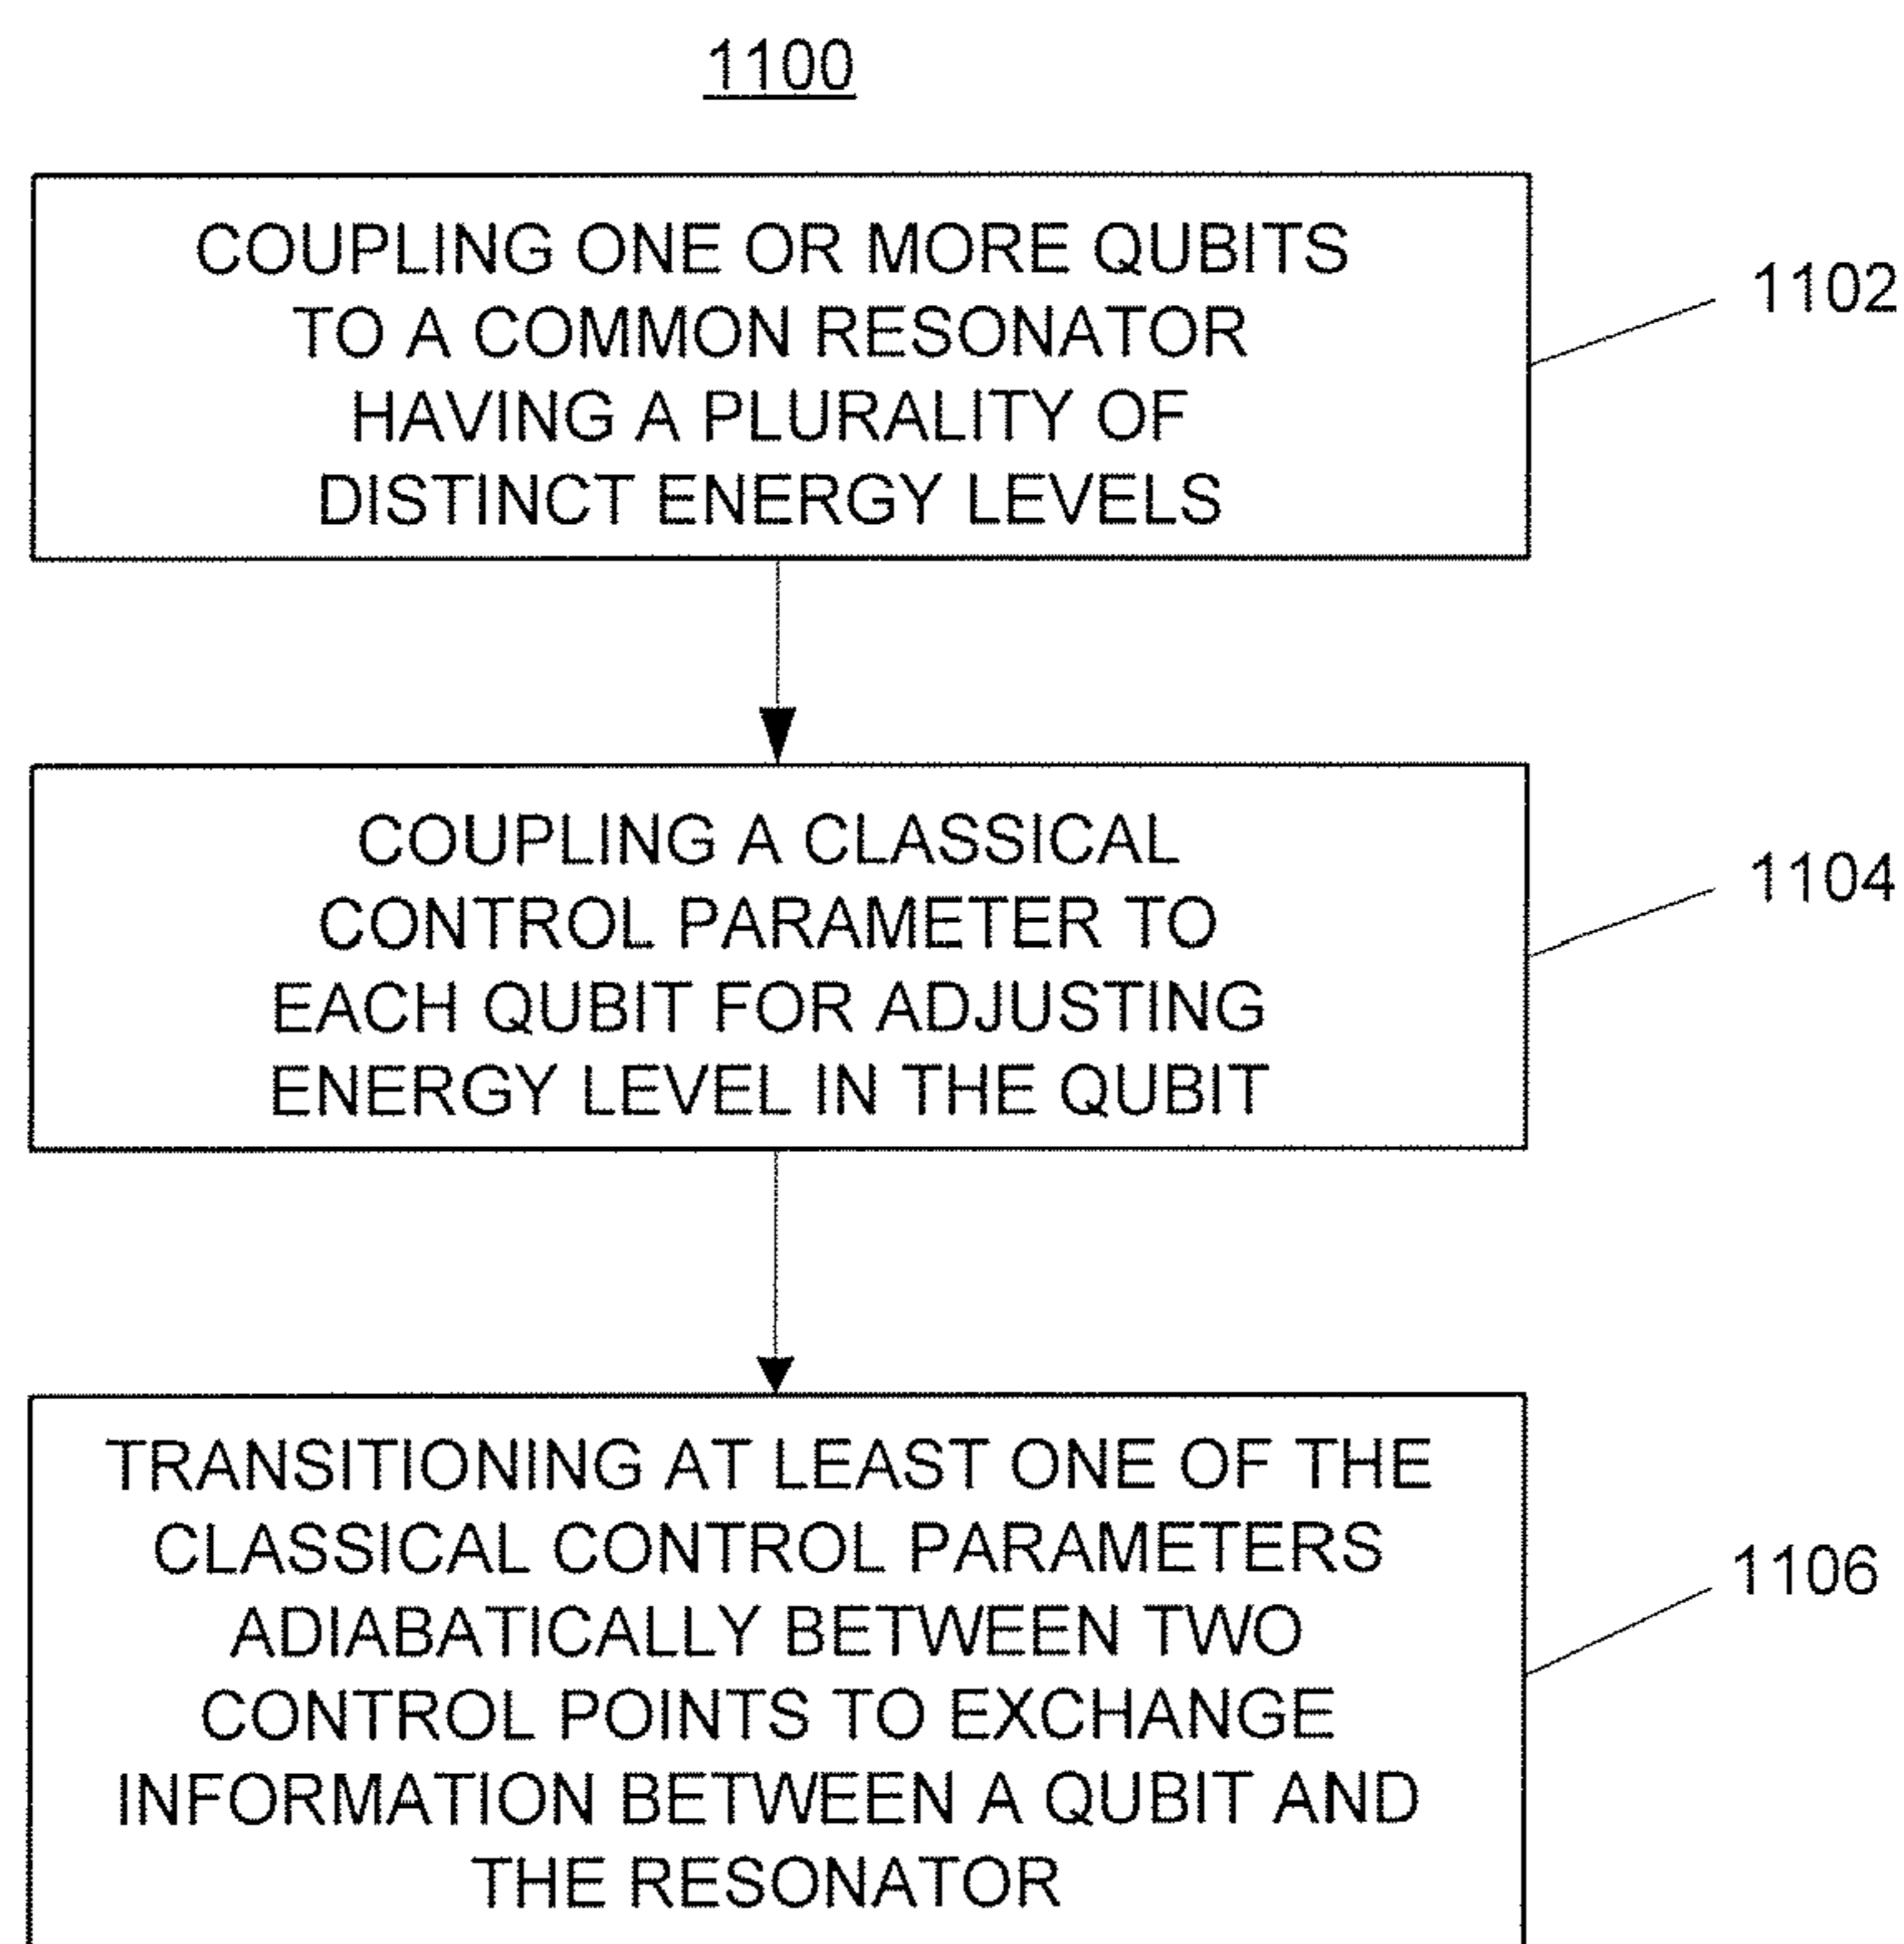 1100
COUPLING ONE OR MORE QUBITS
TO A COMMON RESONATOR
HAVING A PLURALITY OF
DISTINCT ENERGY LEVELS
1102
COUPLING A CLASSICAL
CONTROL PARAMETER TO
EACH QUBIT FOR ADJUSTING
ENERGY LEVEL IN THE QUBIT
1104
TRANSITIONING AT LEAST ONE OF THE
CLASSICAL CONTROL PARAMETERS
ADIABATICALLY BETWEEN TWO
CONTROL POINTS TO EXCHANGE
INFORMATION BETWEEN A QUBIT AND
THE RESONATOR
1106